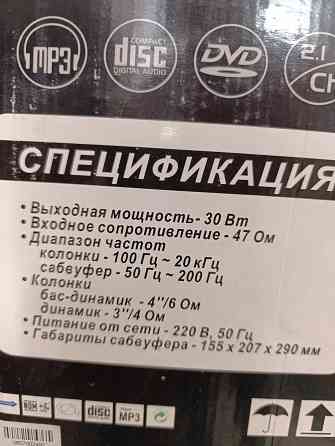 MP3
COMPACT
disc
DIGITAL AUDIO
DVD
2.1
CH
СПЕЦИФИКАЦИЯ
• Выходная мощность- 30 Вт
• Входное сопротивление - 47 Ом
• Диапазон частот
колонки - 100 Гц ~ 20 кГц
сабвуфер - 50 Гц ~ 200 Гц
• Колонки
бас-динамик - 4''/6 Ом
динамик - 3''/4 Ом
• Питание от сети - 220 В, 50 Гц
• Габариты сабвуфера - 155 x 207 x 290 мм
disc
MP3